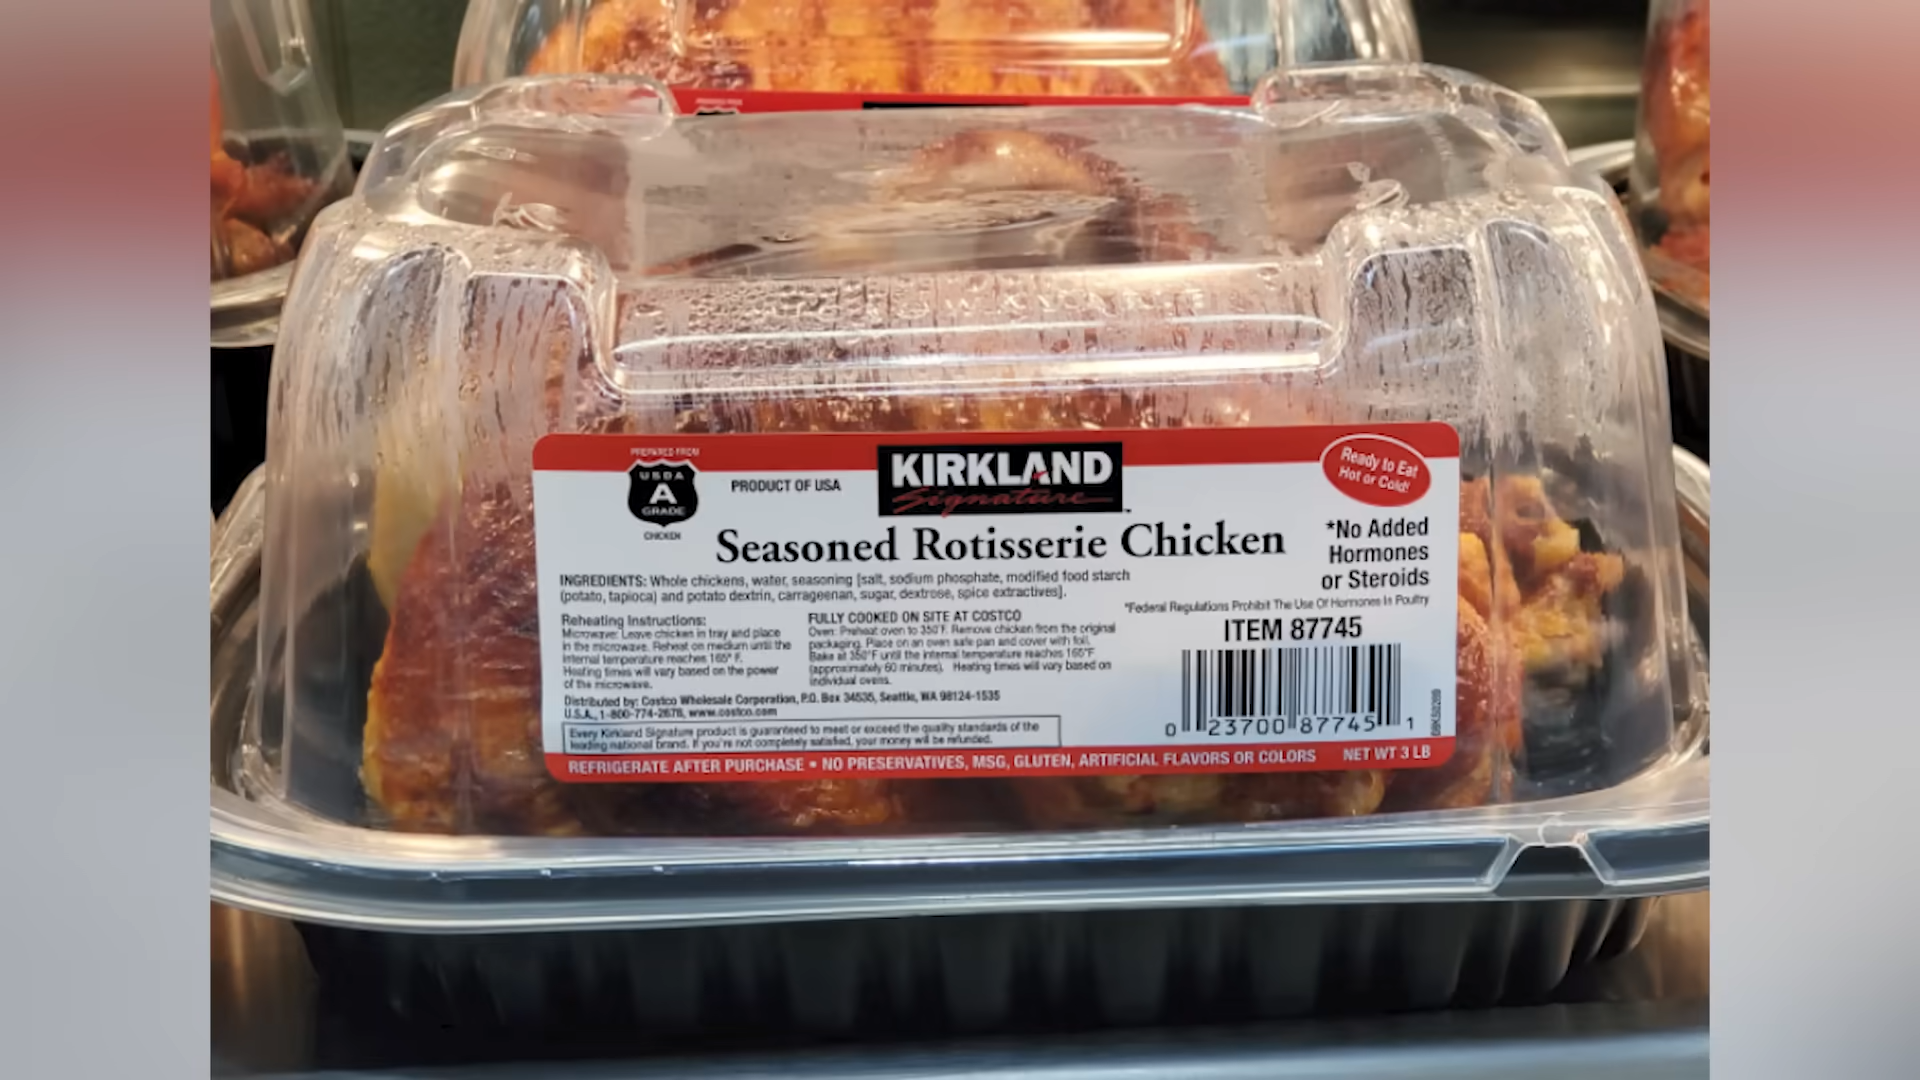 PREPARED FROM
USDA
A
GRADE
CHICKEN
PRODUCT OF USA
KIRKLAND
Signature
Ready to Eat
Hot or Cold!
Seasoned Rotisserie Chicken
*No Added
Hormones
or Steroids
*Federal Regulations Prohibit The Use Of Hormones In Poultry
INGREDIENTS: Whole chickens, water, seasoning [salt, sodium phosphate, modified food starch
(potato, tapioca) and potato dextrin, carrageenan, sugar, dextrose, spice extractives].
Reheating Instructions:
Microwave: Leave chicken in tray and place
in the microwave. Reheat on medium until the
internal temperature reaches 165° F.
Heating times will vary based on the power
of the microwave.
FULLY COOKED ON SITE AT COSTCO
Oven: Preheat oven to 350°F. Remove chicken from the original
packaging. Place on an oven safe pan and cover with foil.
Bake at 350°F until the internal temperature reaches 165°F
(approximately 60 minutes). Heating times will vary based on
individual ovens.
Distributed by: Costco Wholesale Corporation, P.O. Box 34535, Seattle, WA 98124-1535
U.S.A., 1-800-774-2678, www.costco.com
Every Kirkland Signature product is guaranteed to meet or exceed the quality standards of the
leading national brand. If you're not completely satisfied, your money will be refunded.
ITEM 87745
0 23700 87745 1
REFRIGERATE AFTER PURCHASE • NO PRESERVATIVES, MSG, GLUTEN, ARTIFICIAL FLAVORS OR COLORS NET WT 3 LB